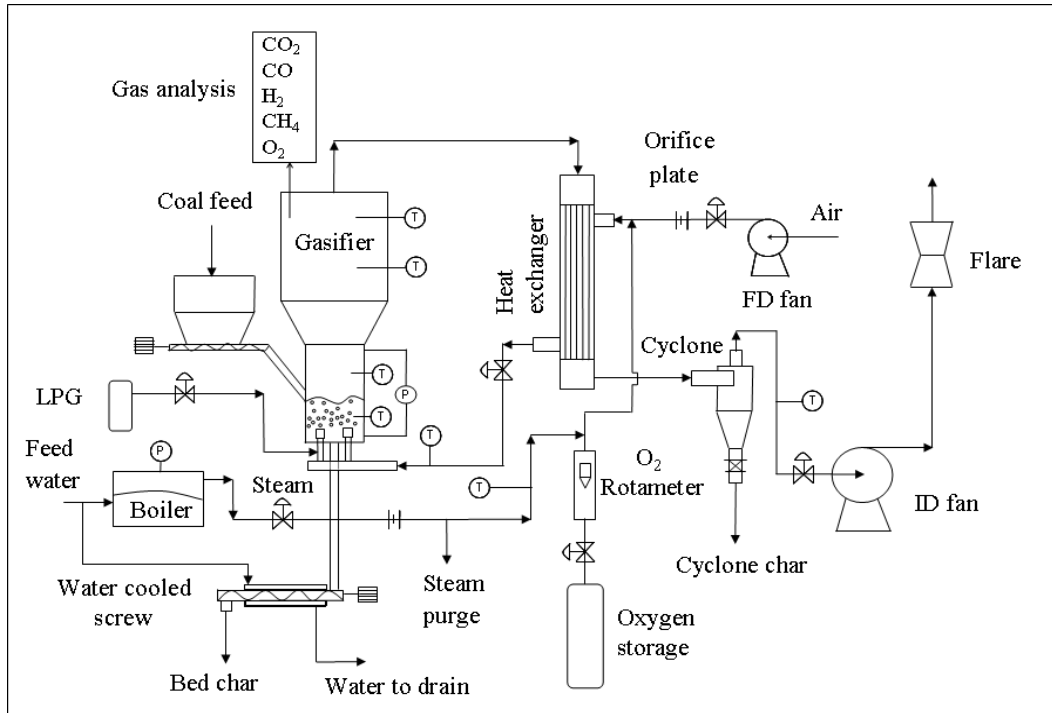 CO₂
CO
H₂
CH₄
O₂
Gas analysis
Coal feed
Gasifier
T
T
T
T
P
Heat
exchanger
Orifice
plate
Air
FD fan
Flare
Cyclone
T
ID fan
Cyclone char
LPG
Feed
water
P
Boiler
Steam
T
T
O₂
Rotameter
Steam
purge
Oxygen
storage
Water cooled
screw
Bed char
Water to drain